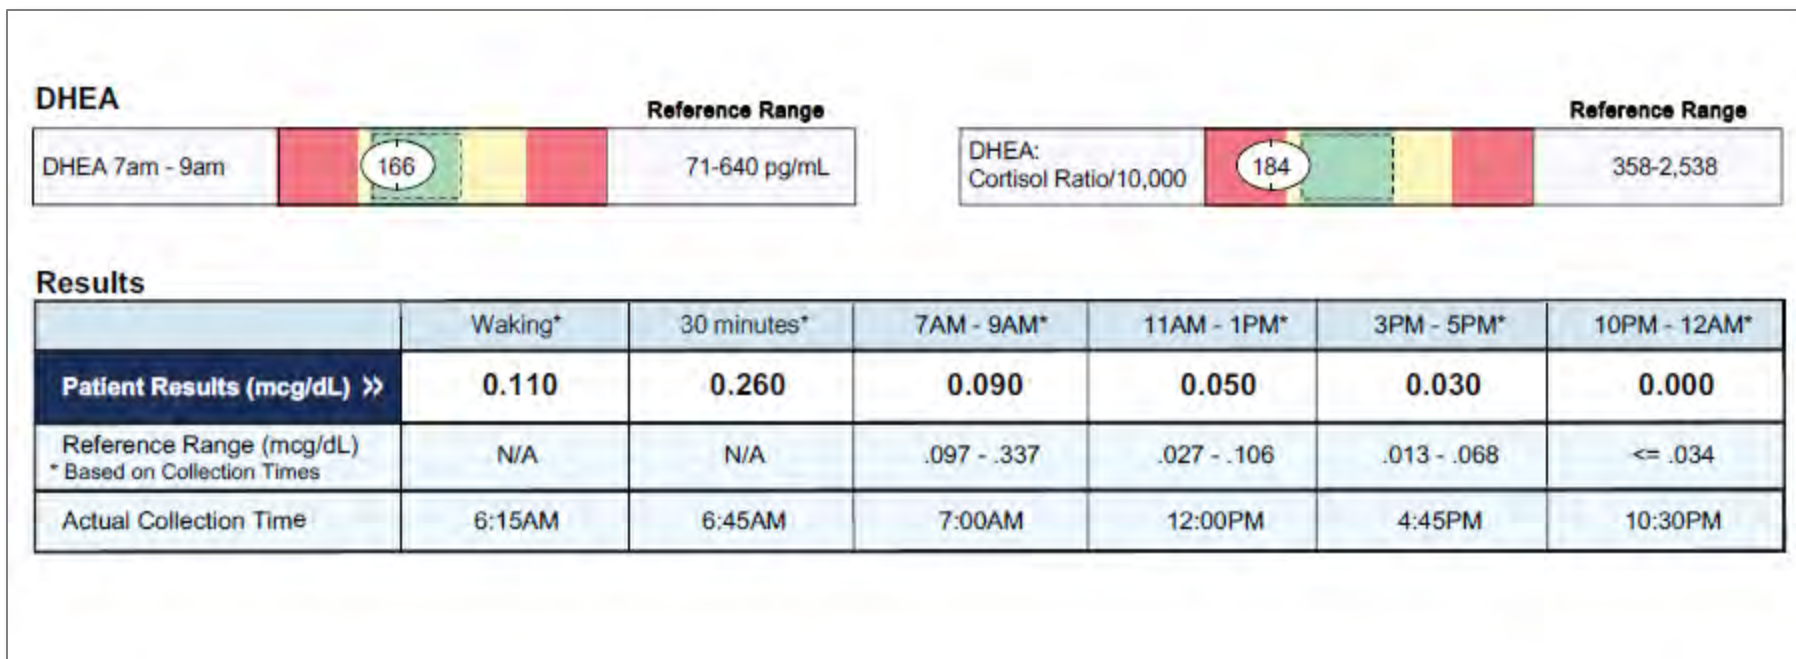 DHEA
Reference Range
DHEA 7am - 9am
166
71-640 pg/mL
Reference Range
DHEA:
Cortisol Ratio/10,000
184
358-2,538
Results
Waking* 30 minutes* 7AM - 9AM* 11AM - 1PM* 3PM - 5PM* 10PM - 12AM*
Patient Results (mcg/dL) » 0.110 0.260 0.090 0.050 0.030 0.000
Reference Range (mcg/dL)
* Based on Collection Times
N/A N/A .097 - .337 .027 - .106 .013 - .068 <= .034
Actual Collection Time 6:15AM 6:45AM 7:00AM 12:00PM 4:45PM 10:30PM